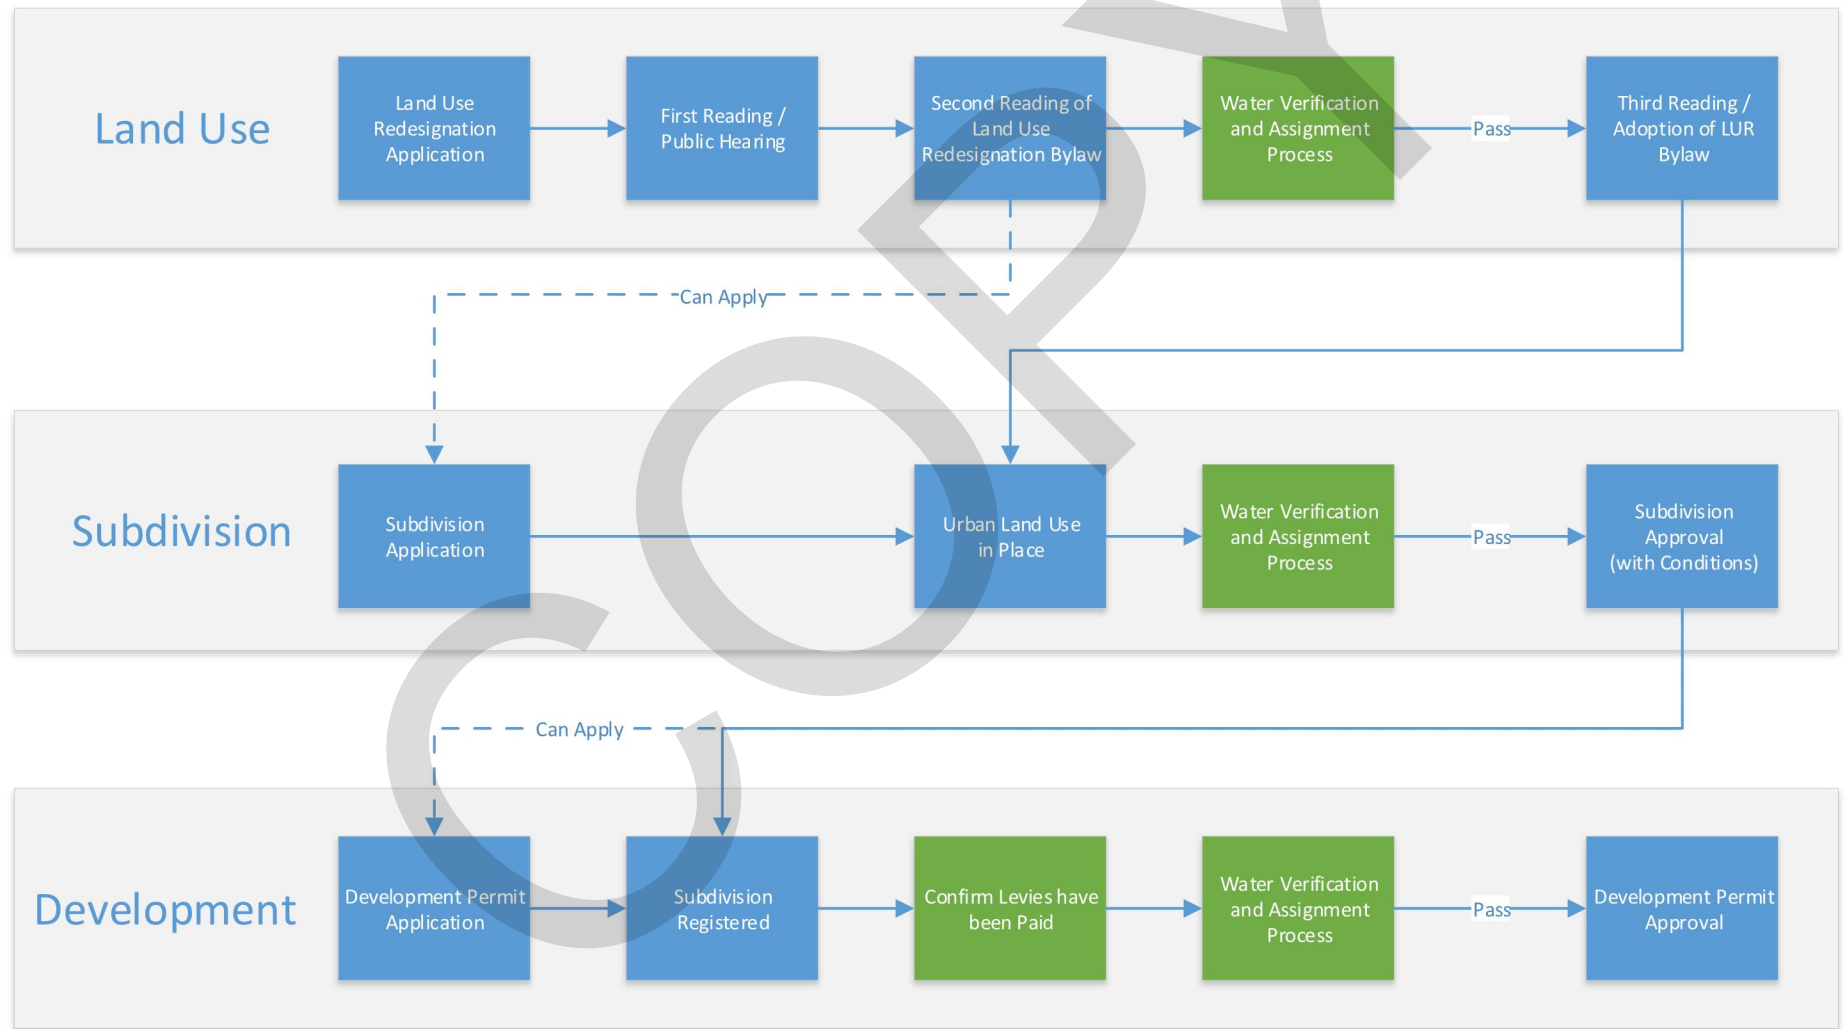 Land Use
Land Use
Redesignation
Application
First Reading /
Public Hearing
Second Reading of
Land Use
Redesignation Bylaw
Water Verification
and Assignment
Process
Pass
Third Reading /
Adoption of LUR
Bylaw
Can Apply
Subdivision
Subdivision
Application
Urban Land Use
in Place
Water Verification
and Assignment
Process
Pass
Subdivision
Approval
(with Conditions)
Can Apply
Development
Development Permit
Application
Subdivision
Registered
Confirm Levies have
been Paid
Water Verification
and Assignment
Process
Pass
Development Permit
Approval
COPY